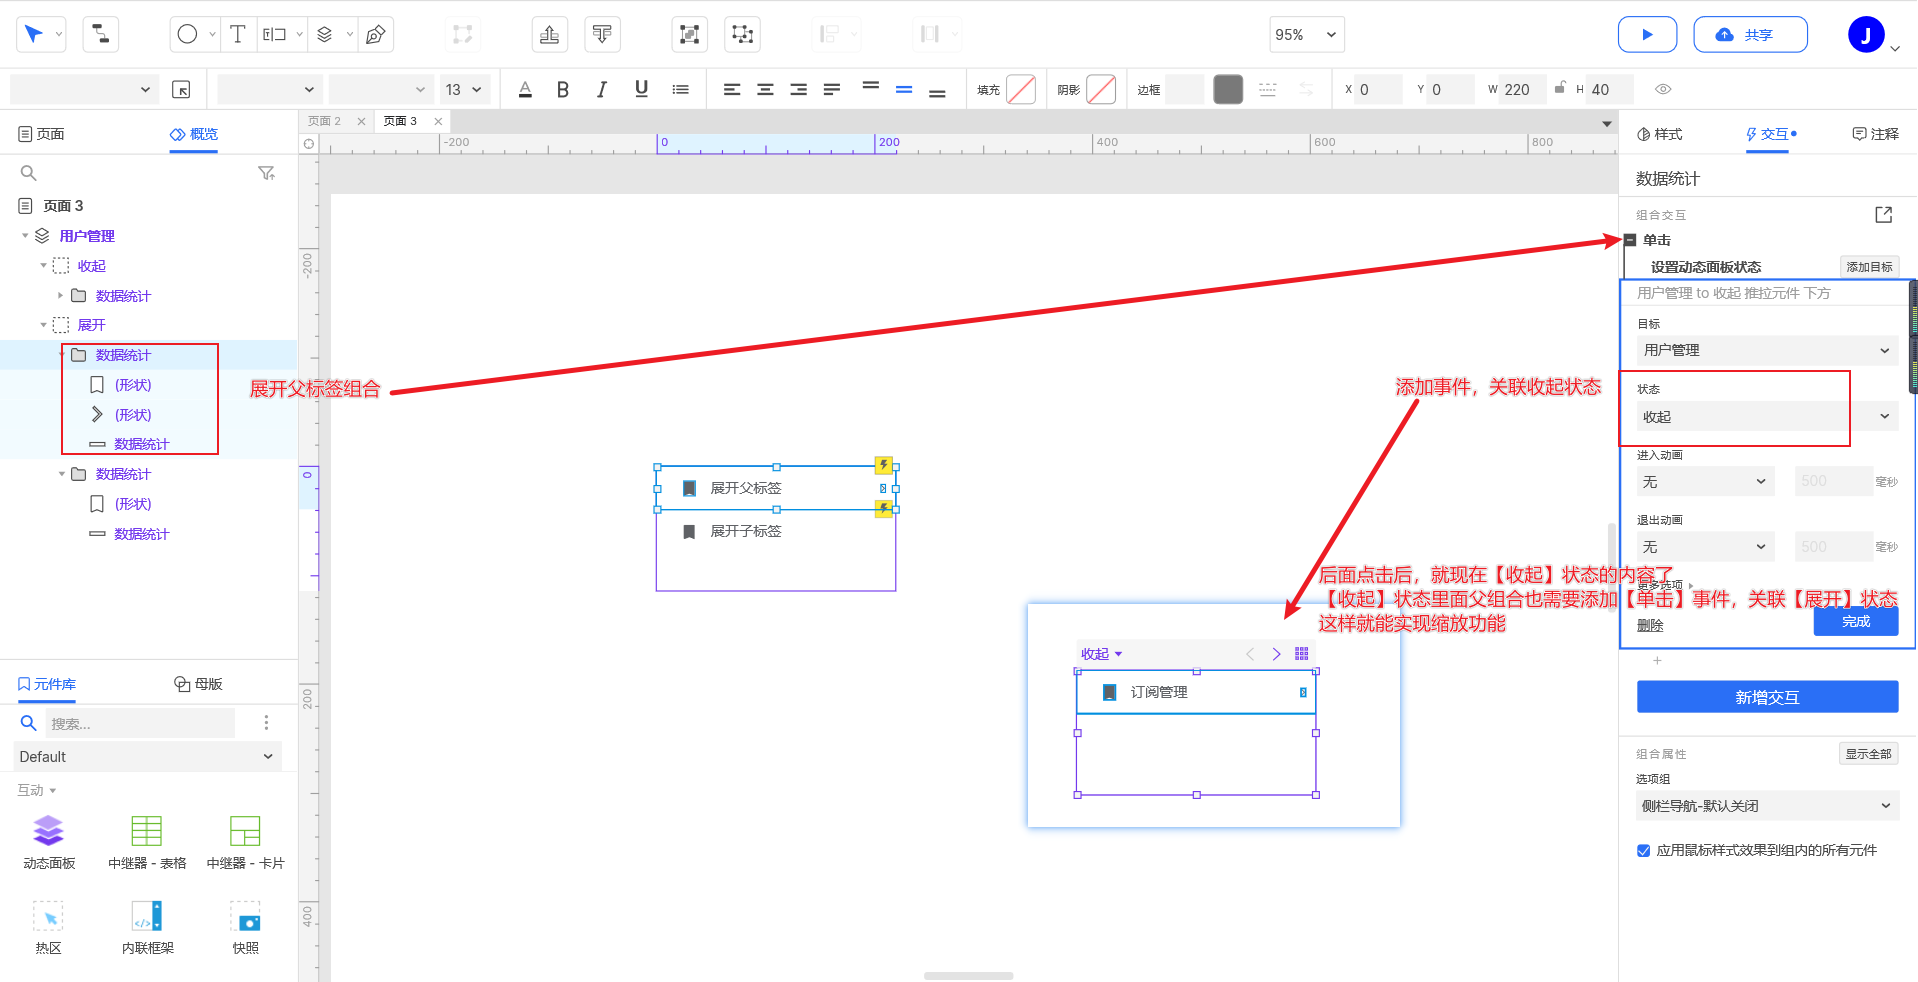 95%
共享
J
13
填充
阴影
边框
X 0
Y 0
W 220
H 40
页面
概览
页面 2
页面 3
样式
交互
注释
-200
0
200
400
600
800
页面 3
用户管理
收起
数据统计
展开
数据统计
(形状)
(形状)
数据统计
数据统计
(形状)
数据统计
-200
0
200
400
展开父标签组合
添加事件，关联收起状态
展开父标签
展开子标签
后面点击后，就现在【收起】状态的内容了
【收起】状态里面父组合也需要添加【单击】事件，关联【展开】状态
这样就能实现缩放功能
收起
订阅管理
数据统计
组合交互
单击
设置动态面板状态
添加目标
用户管理 to 收起 推拉元件 下方
目标
用户管理
状态
收起
进入动画
无
500
毫秒
退出动画
无
500
毫秒
更多选项
删除
完成
+
新增交互
组合属性
显示全部
选项组
侧栏导航-默认关闭
应用鼠标样式效果到组内的所有元件
元件库
母版
搜索...
Default
互动
动态面板
中继器 - 表格
中继器 - 卡片
热区
内联框架
快照